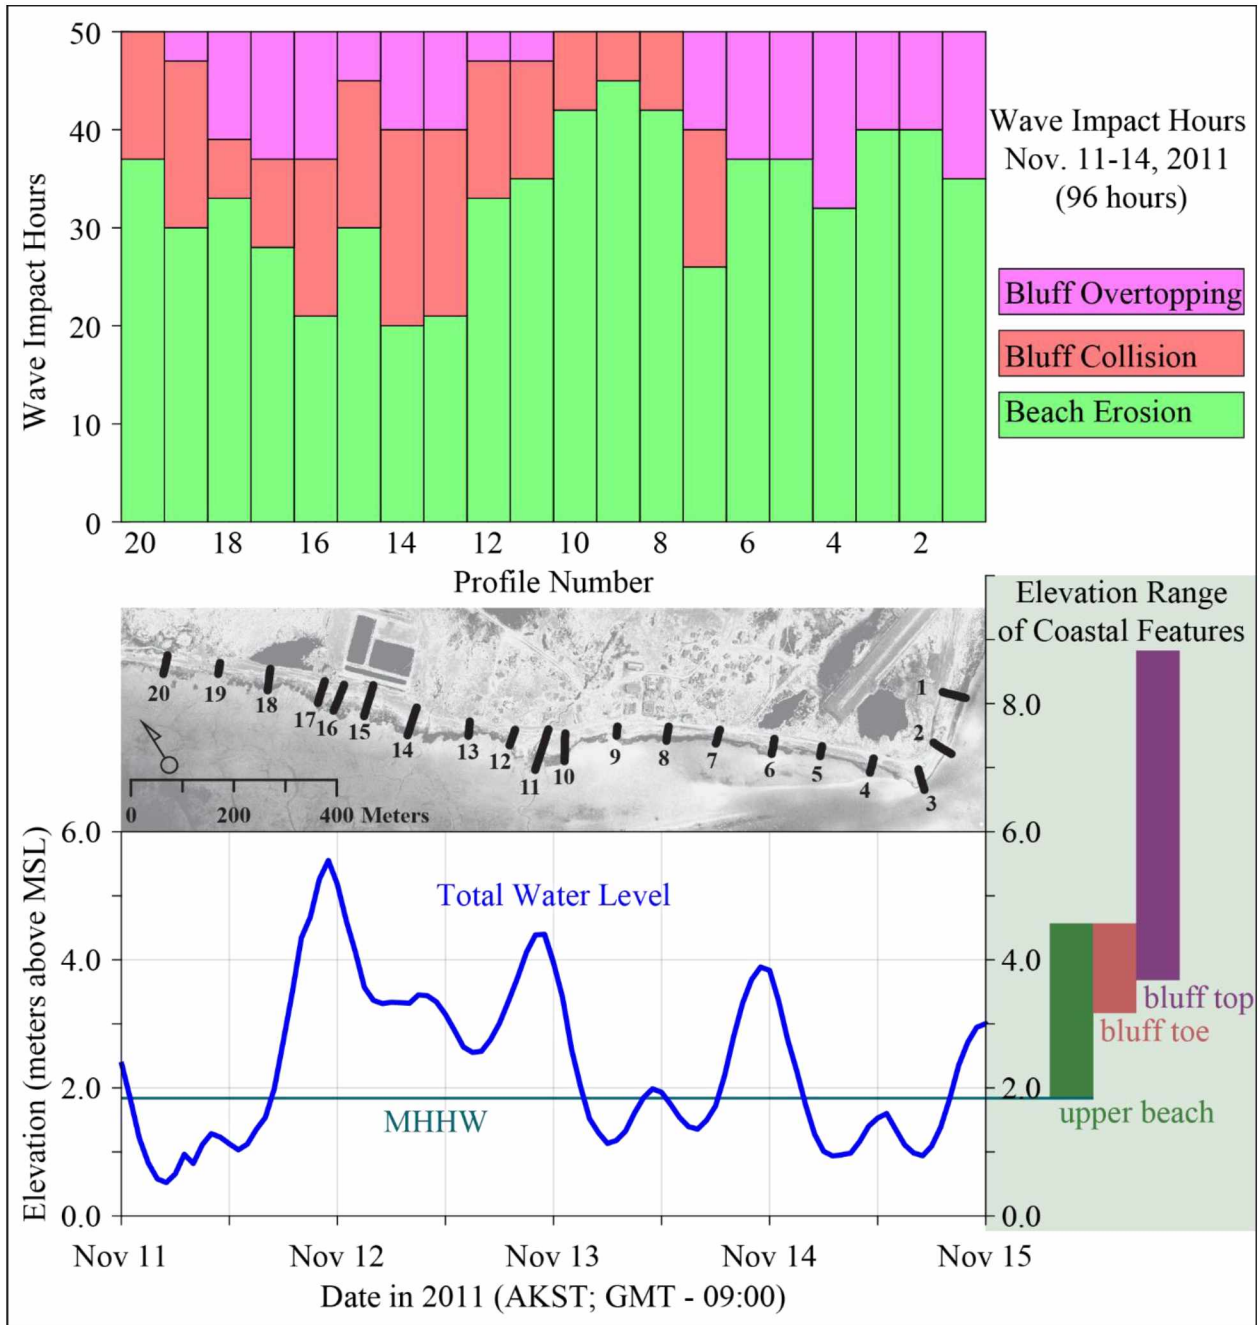 50
40
30
20
10
0
Wave Impact Hours
20 18 16 14 12 10 8 6 4 2
Profile Number
Wave Impact Hours
Nov. 11-14, 2011
(96 hours)
Bluff Overtopping
Bluff Collision
Beach Erosion
20 19 18 17 16 15 14 13 12 11 10 9 8 7 6 5 4 3 2 1
0 200 400 Meters
Elevation Range
of Coastal Features
8.0
6.0
4.0
2.0
0.0
bluff top
bluff toe
upper beach
6.0
4.0
2.0
0.0
Elevation (meters above MSL)
Total Water Level
MHHW
Nov 11 Nov 12 Nov 13 Nov 14 Nov 15
Date in 2011 (AKST; GMT - 09:00)